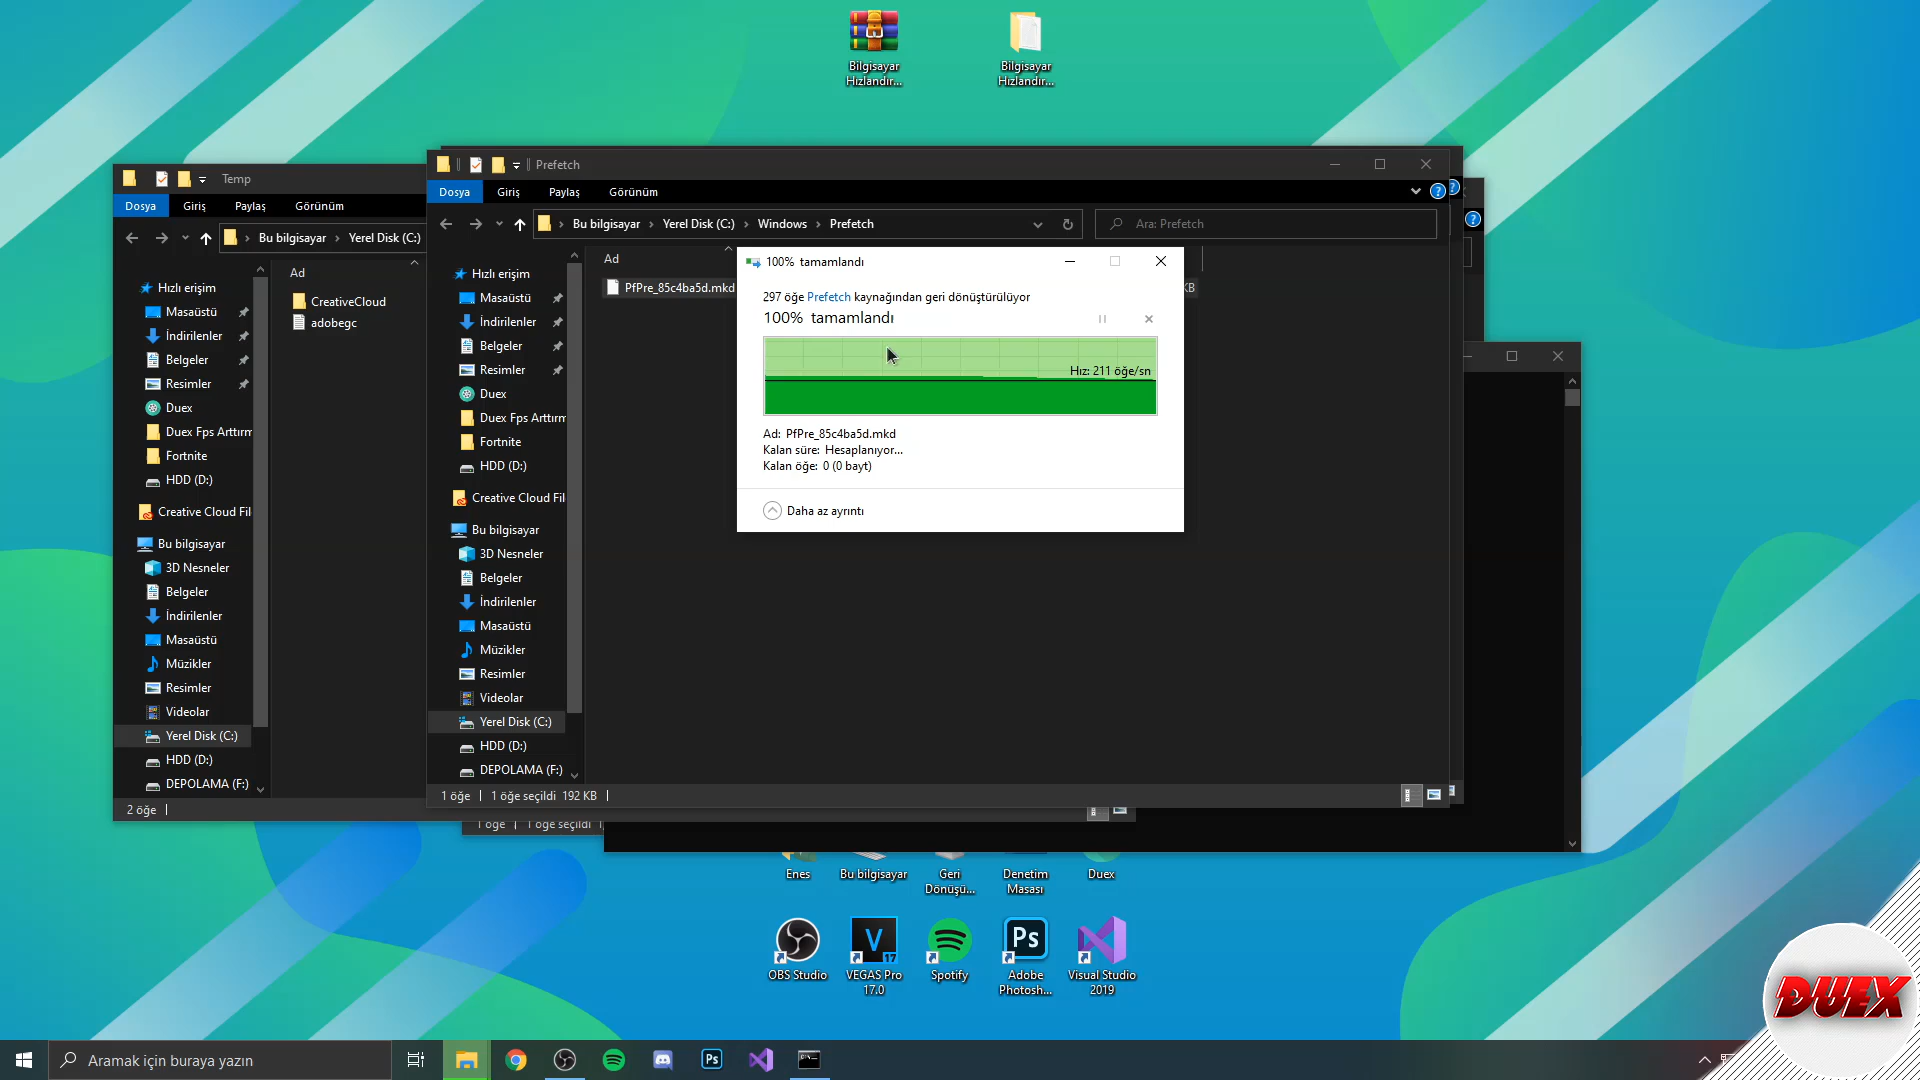 Bilgisayar
Hızlandır...
Bilgisayar
Hızlandır...
Temp
Dosya
Giriş
Paylaş
Görünüm
Bu bilgisayar
Yerel Disk (C:)
Hızlı erişim
Masaüstü
İndirilenler
Belgeler
Resimler
Duex
Duex Fps Arttırm
Fortnite
HDD (D:)
Creative Cloud Fil
Bu bilgisayar
3D Nesneler
Belgeler
İndirilenler
Masaüstü
Müzikler
Resimler
Videolar
Yerel Disk (C:)
HDD (D:)
DEPOLAMA (F:)
Ad
CreativeCloud
adobegc
2 öğe
Prefetch
Dosya
Giriş
Paylaş
Görünüm
Bu bilgisayar
Yerel Disk (C:)
Windows
Prefetch
Ara: Prefetch
Hızlı erişim
Masaüstü
İndirilenler
Belgeler
Resimler
Duex
Duex Fps Arttırm
Fortnite
HDD (D:)
Creative Cloud Fil
Bu bilgisayar
3D Nesneler
Belgeler
İndirilenler
Masaüstü
Müzikler
Resimler
Videolar
Yerel Disk (C:)
HDD (D:)
DEPOLAMA (F:)
Ad
PfPre_85c4ba5d.mkd
KB
1 öğe
1 öğe seçildi 192 KB
100% tamamlandı
297 öğe Prefetch kaynağından geri dönüştürülüyor
100% tamamlandı
Hız: 211 öğe/sn
Ad: PfPre_85c4ba5d.mkd
Kalan süre: Hesaplanıyor...
Kalan öğe: 0 (0 bayt)
Daha az ayrıntı
1 öğe
1 öğe seçildi
Enes
Bu bilgisayar
Geri
Dönüşü...
Denetim
Masası
Duex
OBS Studio
VEGAS Pro
17.0
Spotify
Adobe
Photosh...
Visual Studio
2019
DUEX
Aramak için buraya yazın